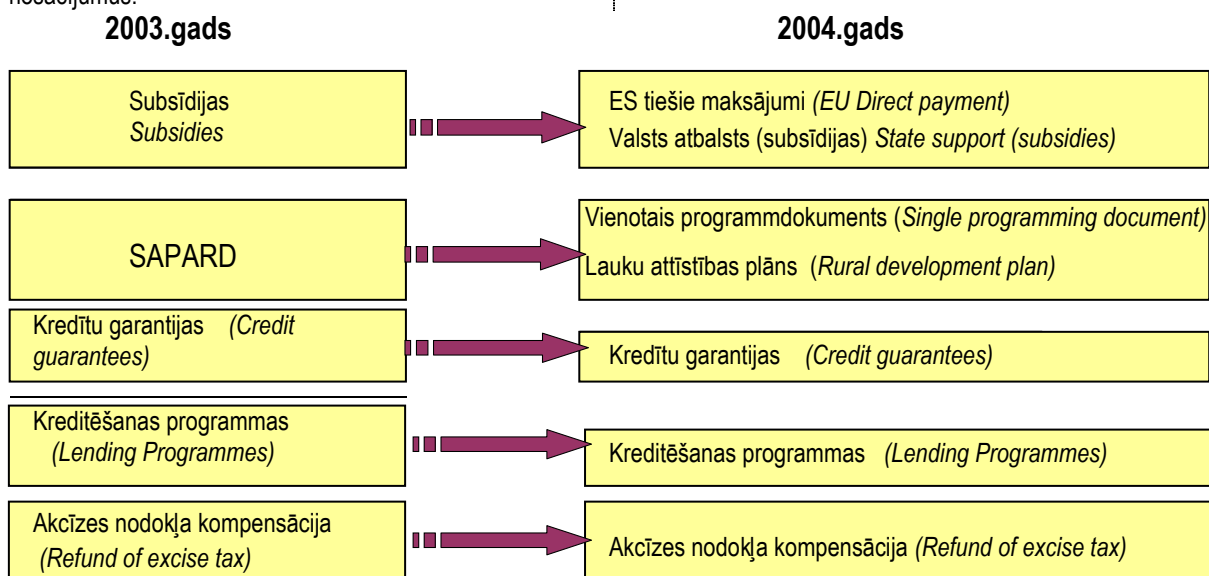 2003.gads
2004.gads
Subsīdijas
Subsidies
ES tiešie maksājumi (EU Direct payment)
Valsts atbalsts (subsīdijas) State support (subsidies)
SAPARD
Vienotais programmdokuments (Single programming document)
Lauku attīstības plāns (Rural development plan)
Kredītu garantijas (Credit
guarantees)
Kredītu garantijas (Credit guarantees)
Kreditēšanas programmas
(Lending Programmes)
Kreditēšanas programmas (Lending Programmes)
Akcīzes nodokļa kompensācija
(Refund of excise tax)
Akcīzes nodokļa kompensācija (Refund of excise tax)